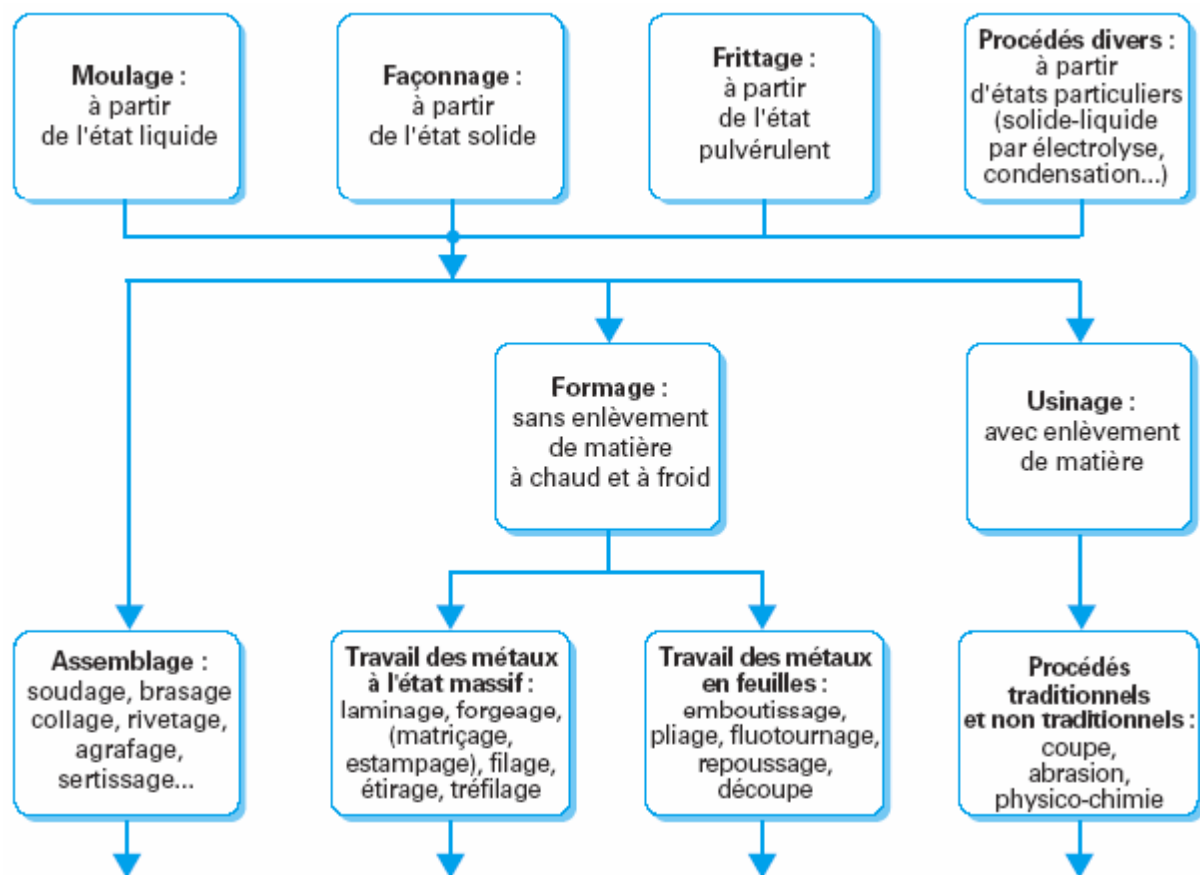 Moulage :
à partir
de l'état liquide
Façonnage :
à partir
de l'état solide
Frittage :
à partir
de l'état
pulvérulent
Procédés divers :
à partir
d'états particuliers
(solide-liquide
par électrolyse,
condensation...)
Formage :
sans enlèvement
de matière
à chaud et à froid
Usinage :
avec enlèvement
de matière
Assemblage :
soudage, brasage
collage, rivetage,
agrafage,
sertissage...
Travail des métaux
à l'état massif :
laminage, forgeage,
(matriçage,
estampage), filage,
étirage, tréfilage
Travail des métaux
en feuilles :
emboutissage,
pliage, fluotournage,
repoussage,
découpe
Procédés
traditionnels
et non traditionnels :
coupe,
abrasion,
physico-chimie